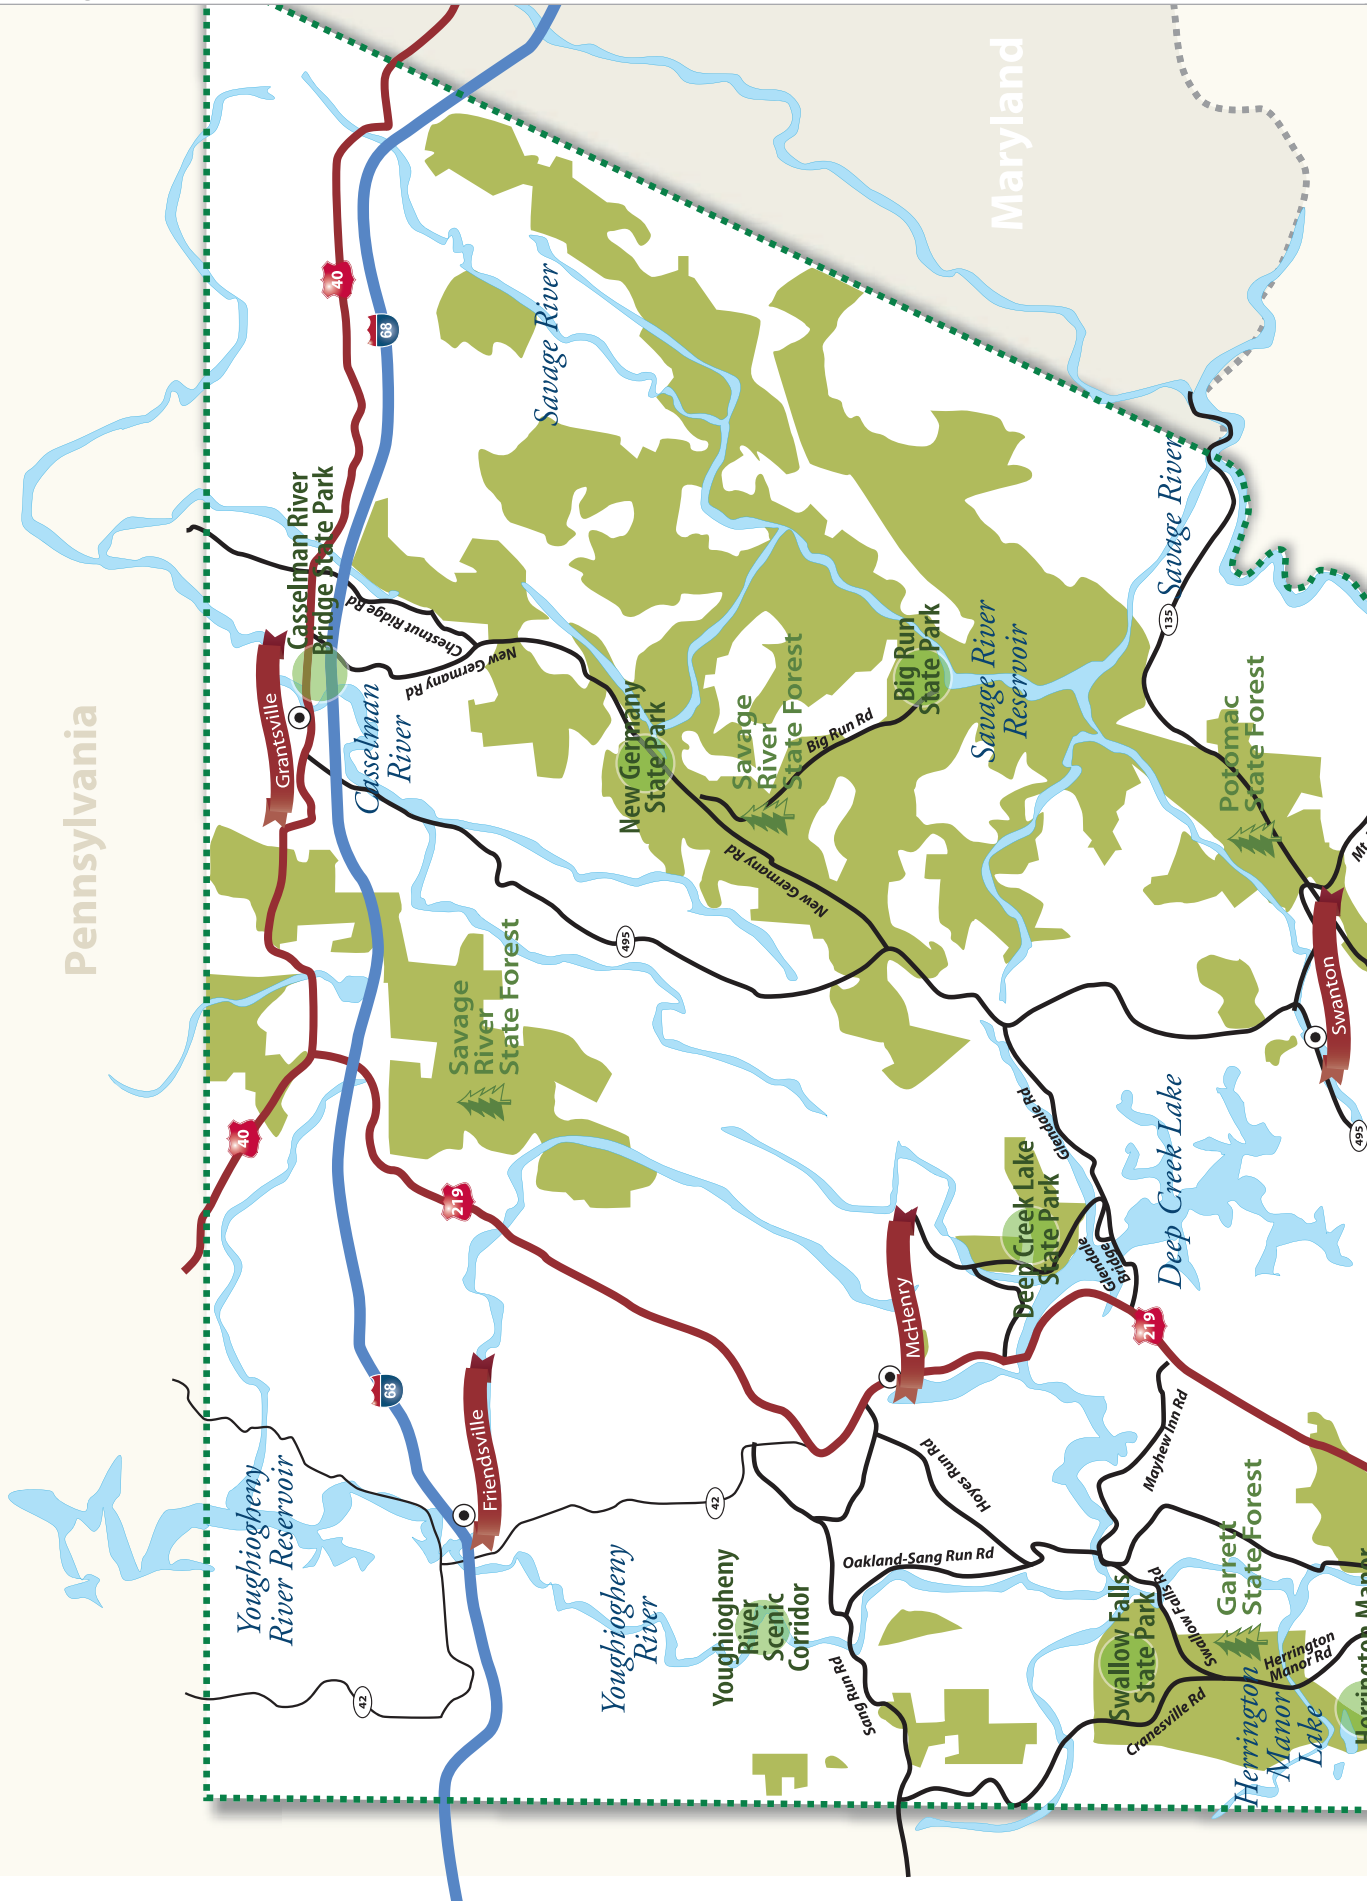 Pennsylvania
Maryland
40
68
Savage River
Casselman River
Bridge State Park
Chestnut Ridge Rd
New Germany Rd
Grantsville
Casselman
River
New Germany
State Park
Savage
River
State Forest
Big Run Rd
Big Run
State Park
Savage River
Reservoir
Savage River
135
Potomac
State Forest
Mt.
New Germany Rd
495
Savage
River
State Forest
Swanton
495
40
219
Glendale Rd
Deep Creek Lake
State Park
Glendale
Bridge
Deep Creek Lake
McHenry
219
68
Friendsville
Youghiogheny
River Reservoir
42
Hoyes Run Rd
Mayhew Inn Rd
Oakland-Sang Run Rd
Youghiogheny
River
Youghiogheny
River
Scenic
Corridor
Sang Run Rd
42
Swallow Falls
State Park
Swallow Falls Rd
Garrett
State Forest
Herrington
Manor Rd
Cranesville Rd
Herrington
Manor
Lake
Herrington Manor